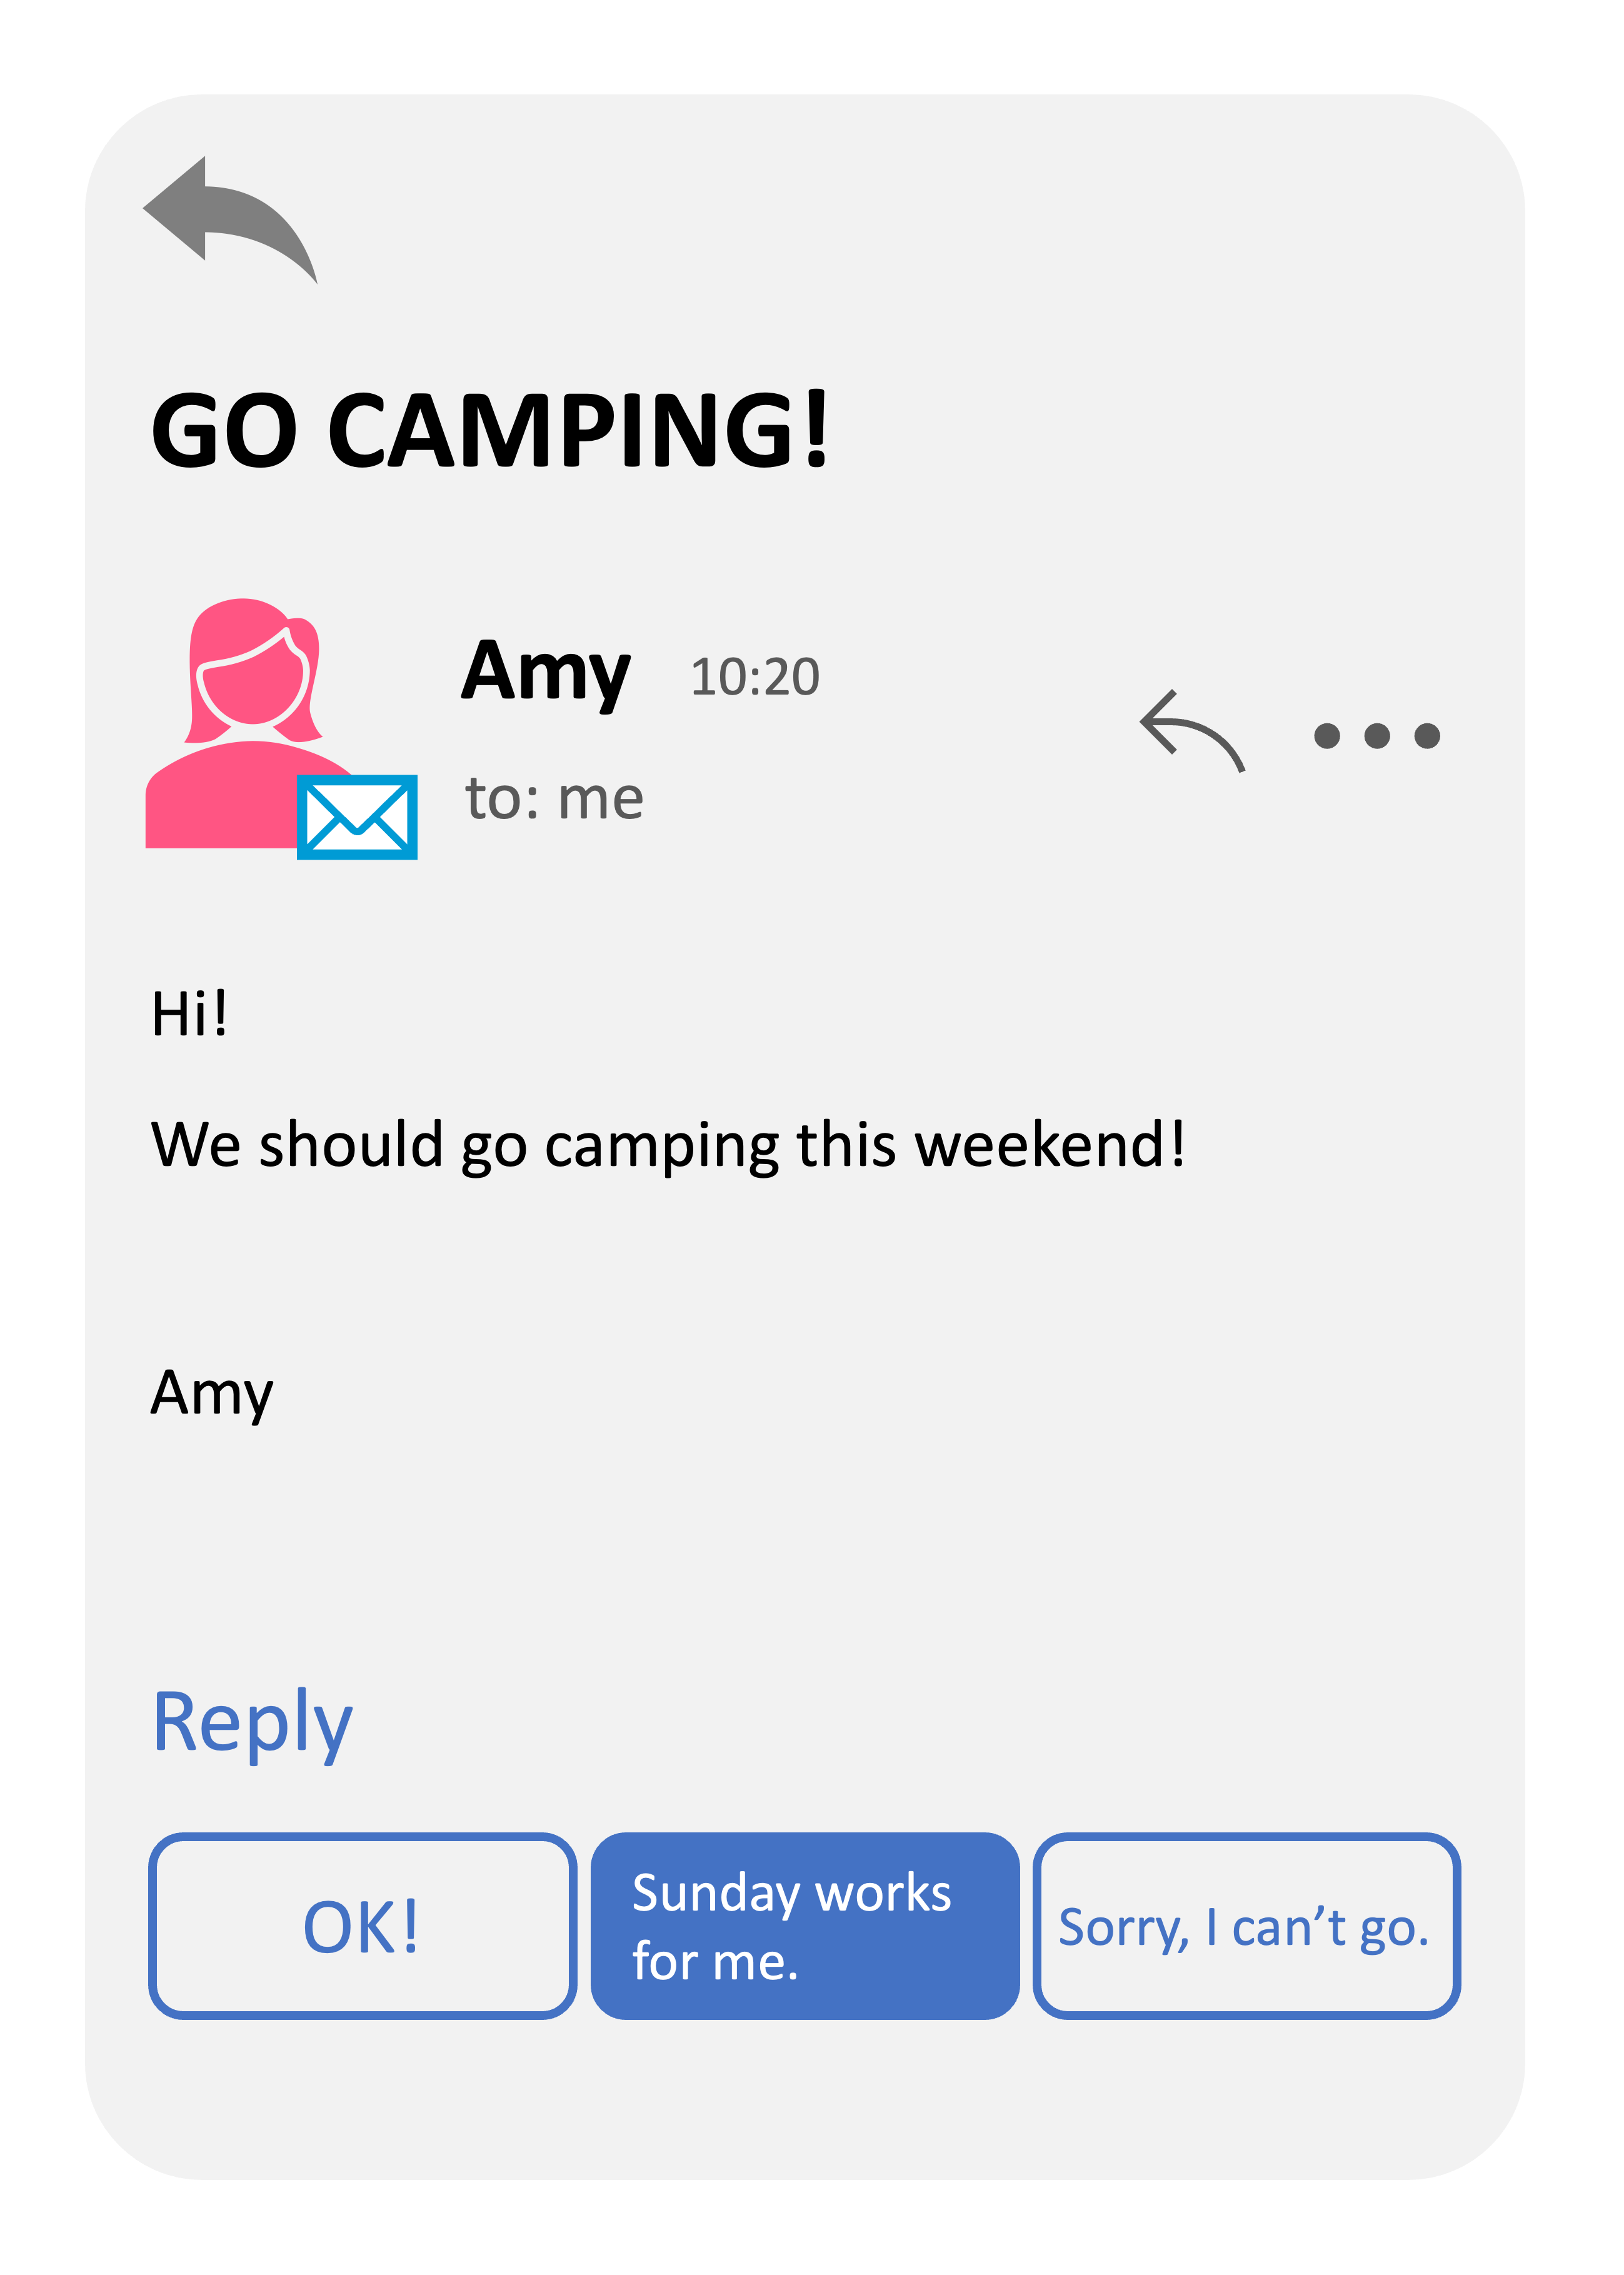 GO CAMPING!
Amy 10:20
to: me
Hi!
We should go camping this weekend!
Amy
Reply
OK!
Sunday works
for me.
Sorry, I can’t go.